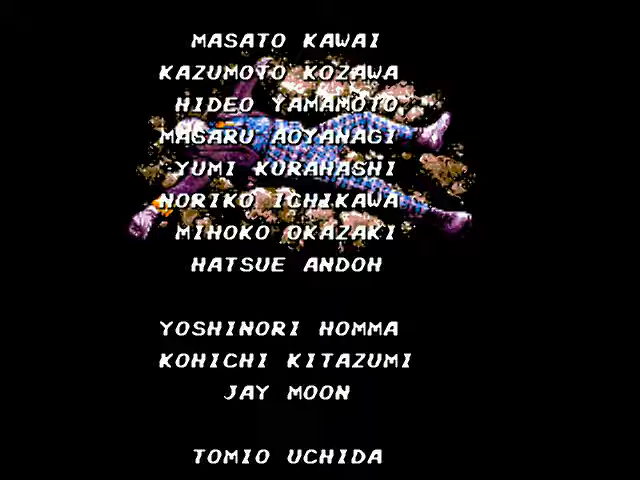 MASATO KAWAI
KAZUMOTO KOZAWA
HIDEO YAMAMOTO
MASARU AOYANAGI
YUMI KURAHASHI
NORIKO ICHIKAWA
MIHOKO OKAZAKI
HATSUE ANDOH
YOSHINORI HOMMA
KOHICHI KITAZUMI
JAY MOON
TOMIO UCHIDA